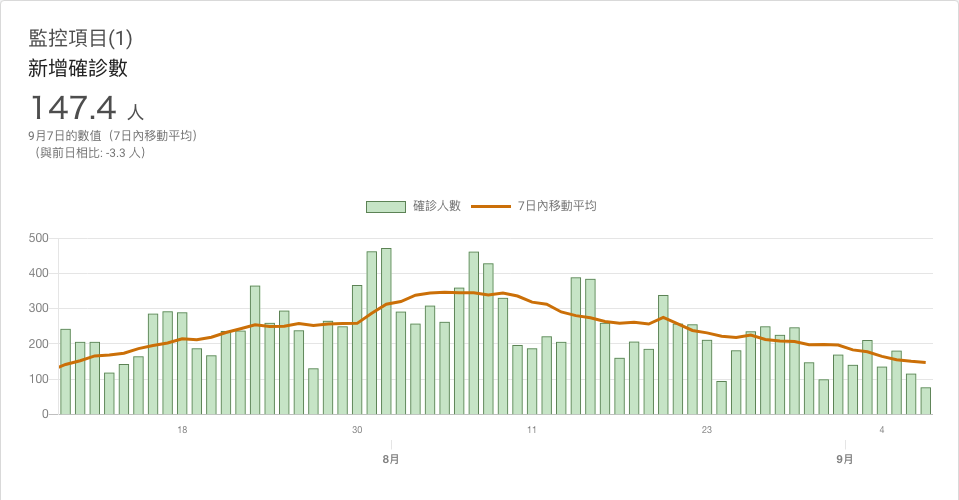 監控項目(1)
新增確診數
147.4 人
9月7日的數值（7日內移動平均）
（與前日相比: -3.3 人）
確診人數 7日內移動平均
500
400
300
200
100
0
18 30 11 23 4
8月 9月